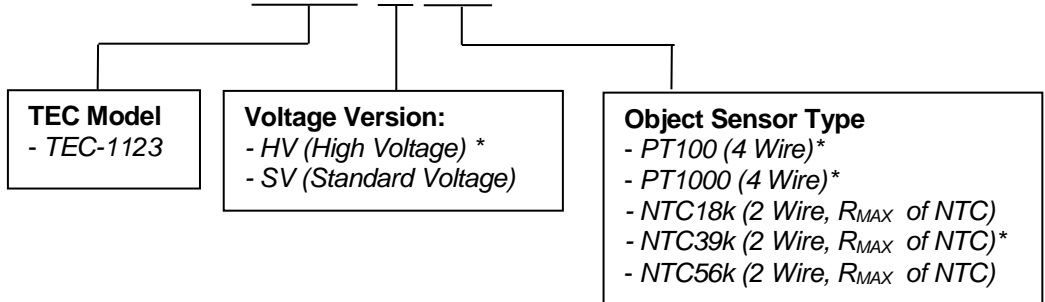 TEC Model
- TEC-1123
Voltage Version:
- HV (High Voltage) *
- SV (Standard Voltage)
Object Sensor Type
- PT100 (4 Wire)*
- PT1000 (4 Wire)*
- NTC18k (2 Wire, RMAX of NTC)
- NTC39k (2 Wire, RMAX of NTC)*
- NTC56k (2 Wire, RMAX of NTC)